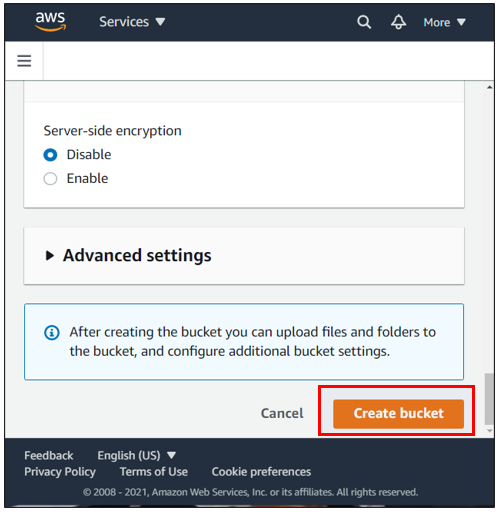 aws
Services
More
Server-side encryption
Disable
Enable
Advanced settings
After creating the bucket you can upload files and folders to
the bucket, and configure additional bucket settings.
Cancel
Create bucket
Feedback
English (US)
Privacy Policy
Terms of Use
Cookie preferences
© 2008 - 2021, Amazon Web Services, Inc. or its affiliates. All rights reserved.